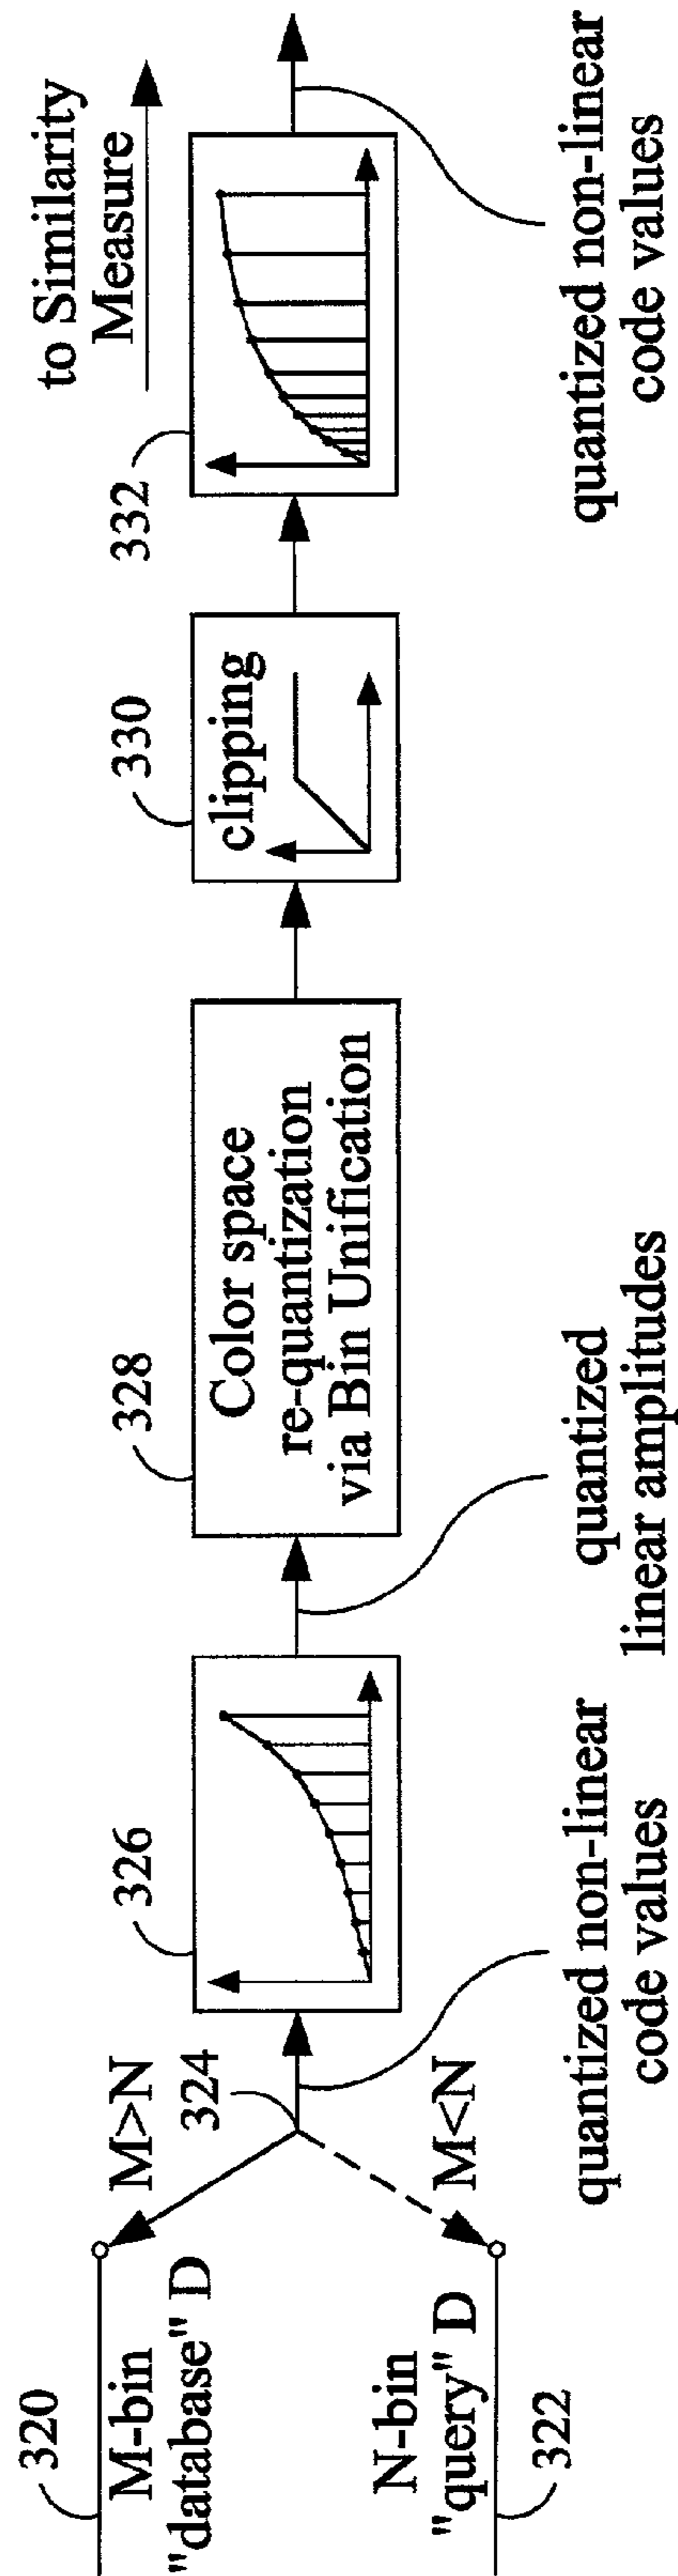 320
M-bin
"database" D
N-bin
"query" D
322
M>N
324
M<N
quantized non-linear
code values
326
quantized
linear amplitudes
328
Color space
re-quantization
via Bin Unification
330
clipping
332
to Similarity
Measure
quantized non-linear
code values